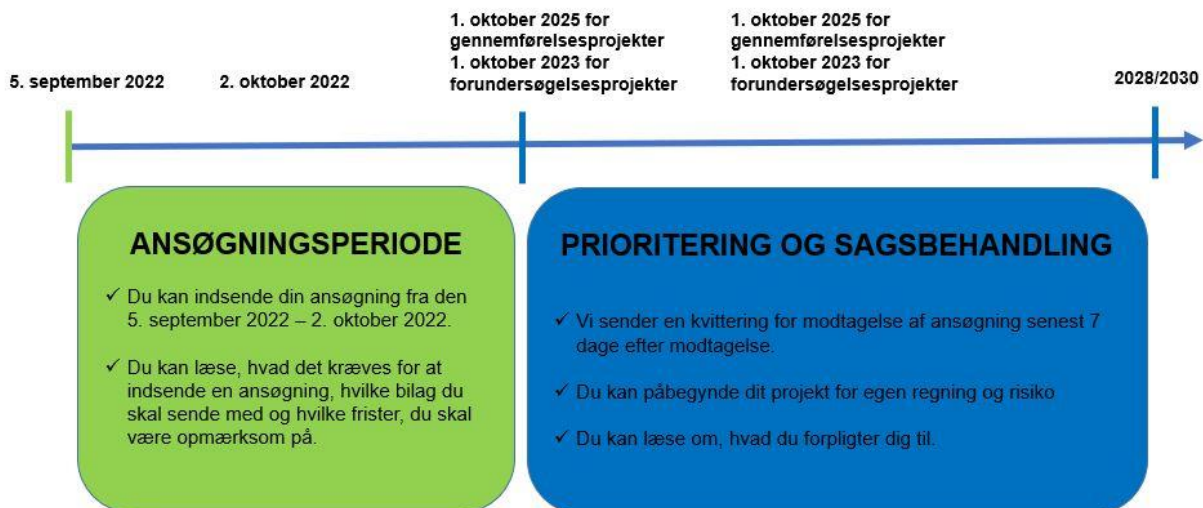 5. september 2022
2. oktober 2022
1. oktober 2025 for
gennemførelsesprojekter
1. oktober 2023 for
forundersøgelsesprojekter
1. oktober 2025 for
gennemførelsesprojekter
1. oktober 2023 for
forundersøgelsesprojekter
2028/2030
ANSØGNINGSPERIODE
✓ Du kan indsende din ansøgning fra den
5. september 2022 – 2. oktober 2022.
✓ Du kan læse, hvad det kræves for at
indsende en ansøgning, hvilke bilag du
skal sende med og hvilke frister, du skal
være opmærksom på.
PRIORITERING OG SAGSBEHANDLING
✓ Vi sender en kvittering for modtagelse af ansøgning senest 7
dage efter modtagelse.
✓ Du kan påbegynde dit projekt for egen regning og risiko
✓ Du kan læse om, hvad du forpligter dig til.